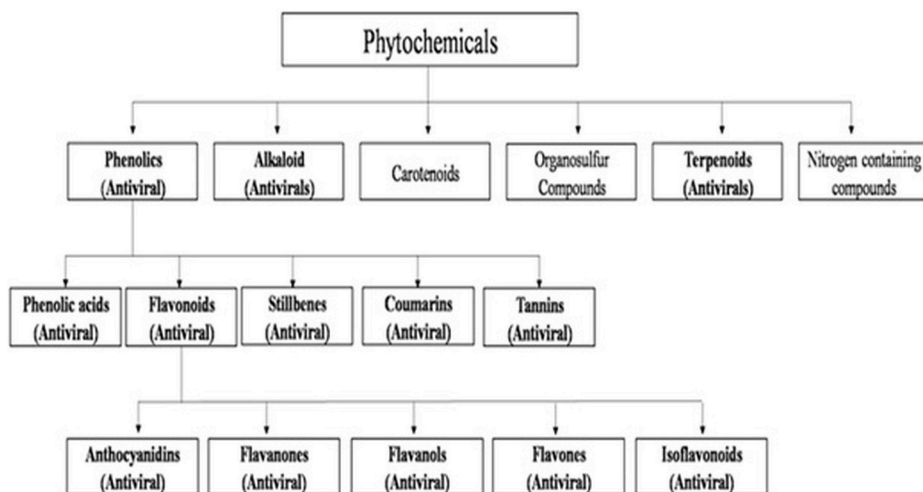 Phytochemicals
Phenolics
(Antiviral)
Alkaloid
(Antivirals)
Carotenoids
Organosulfur
Compounds
Terpenoids
(Antivirals)
Nitrogen containing
compounds
Phenolic acids
(Antiviral)
Flavonoids
(Antiviral)
Stillbenes
(Antiviral)
Coumarins
(Antiviral)
Tannins
(Antiviral)
Anthocyanidins
(Antiviral)
Flavanones
(Antiviral)
Flavanols
(Antiviral)
Flavones
(Antiviral)
Isoflavonoids
(Antiviral)